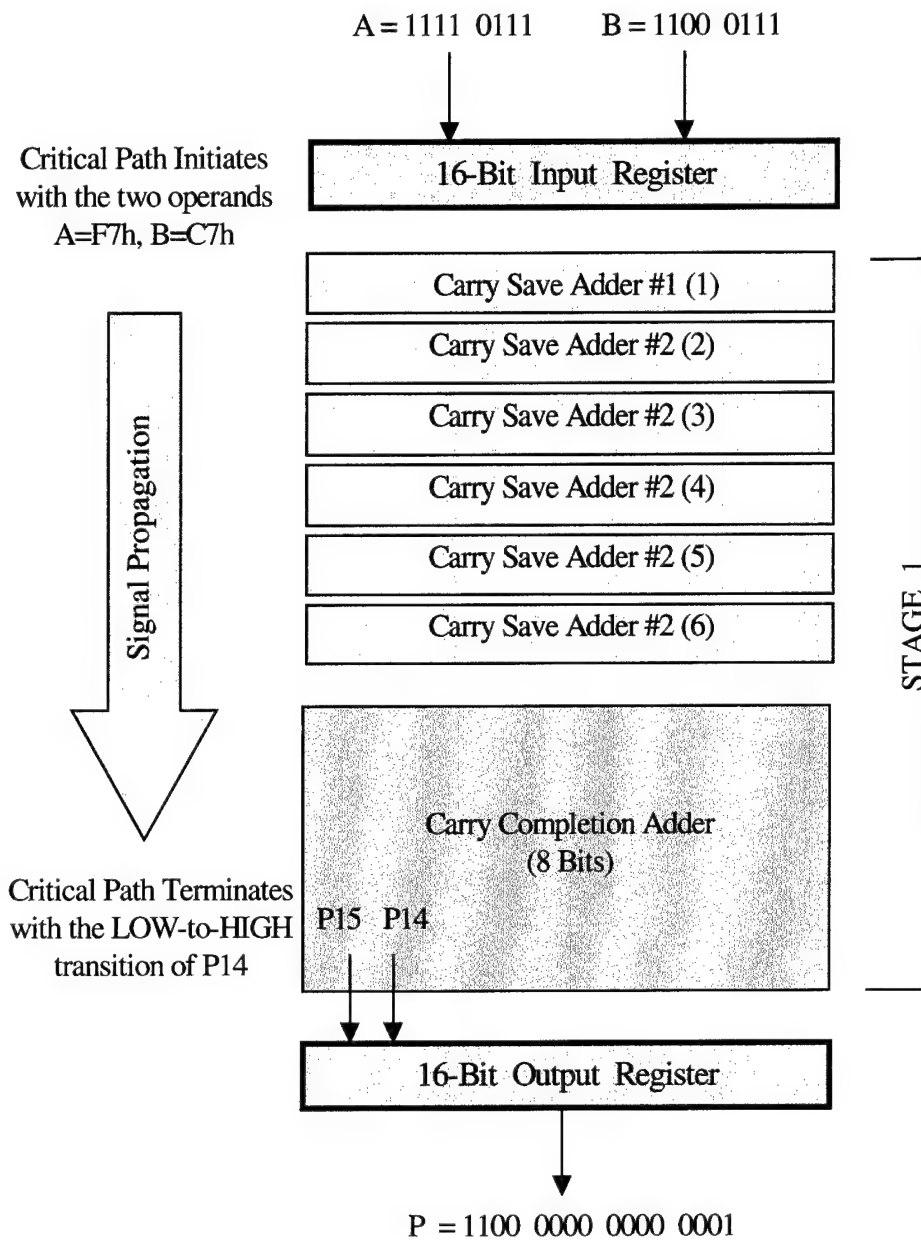 A = 1111 0111
B = 1100 0111
Critical Path Initiates
with the two operands
A=F7h, B=C7h
16-Bit Input Register
Carry Save Adder #1 (1)
Carry Save Adder #2 (2)
Carry Save Adder #2 (3)
Carry Save Adder #2 (4)
Carry Save Adder #2 (5)
Carry Save Adder #2 (6)
Signal Propagation
STAGE 1
Carry Completion Adder
(8 Bits)
Critical Path Terminates
with the LOW-to-HIGH
transition of P14
P15 P14
16-Bit Output Register
P = 1100 0000 0000 0001